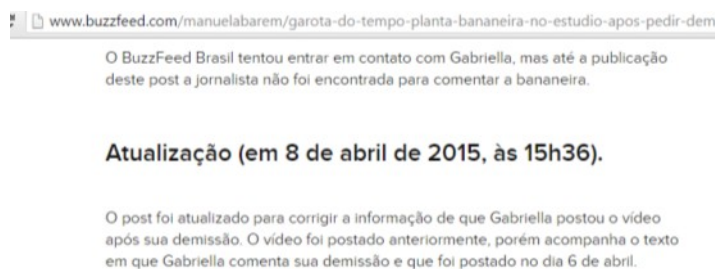 www.buzzfeed.com/manuelabarem/garota-do-tempo-planta-bananeira-no-estudio-apos-pedir-dem
O BuzzFeed Brasil tentou entrar em contato com Gabriella, mas até a publicação
deste post a jornalista não foi encontrada para comentar a bananeira.
Atualização (em 8 de abril de 2015, às 15h36).
O post foi atualizado para corrigir a informação de que Gabriella postou o vídeo
após sua demissão. O vídeo foi postado anteriormente, porém acompanha o texto
em que Gabriella comenta sua demissão e que foi postado no dia 6 de abril.